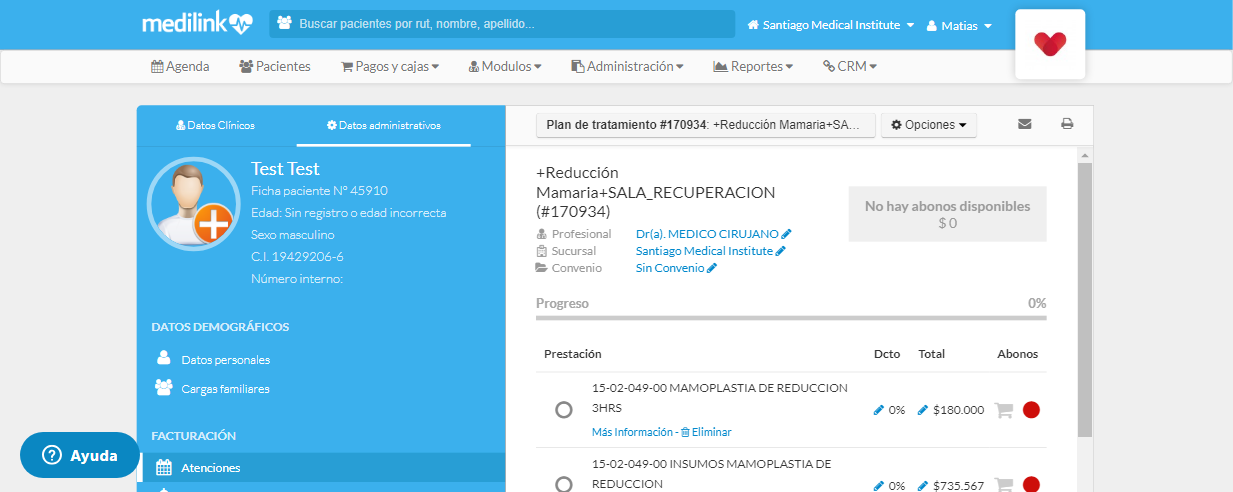 medilink
Buscar pacientes por rut, nombre, apellido...
Santiago Medical Institute
Matias
Agenda
Pacientes
Pagos y cajas
Modulos
Administración
Reportes
CRM
Datos Clínicos
Datos administrativos
Test Test
Ficha paciente N° 45910
Edad: Sin registro o edad incorrecta
Sexo masculino
C.I. 19429206-6
Número interno:
DATOS DEMOGRÁFICOS
Datos personales
Cargas familiares
FACTURACIÓN
Atenciones
Ayuda
Plan de tratamiento #170934: +Reducción Mamaria+SA...
Opciones
+Reducción
Mamaria+SALA_RECUPERACION
(#170934)
No hay abonos disponibles
$ 0
Profesional Dr(a). MEDICO CIRUJANO
Sucursal Santiago Medical Institute
Convenio Sin Convenio
Progreso 0%
Prestación Dcto Total Abonos
15-02-049-00 MAMOPLASTIA DE REDUCCION
3HRS
0% $180.000
Más Información - Eliminar
15-02-049-00 INSUMOS MAMOPLASTIA DE
REDUCCION
0% $735.567